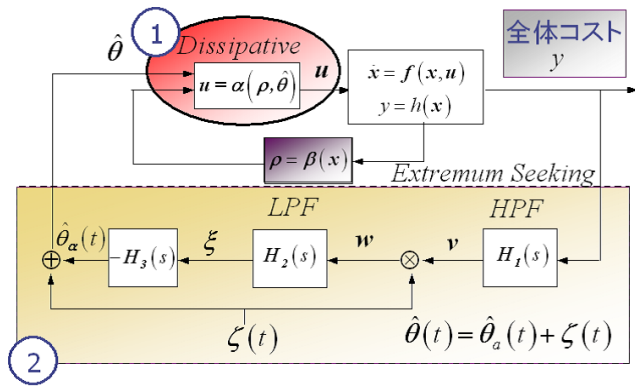 1
Dissipative
θ̂
u = α(ρ, θ̂)
u
ẋ = f(x, u)
y = h(x)
全体コスト
y
ρ = β(x)
Extremum Seeking
LPF
HPF
θ̂α(t)
−H₃(s)
ξ
H₂(s)
w
v
H₁(s)
⊕
⊗
ζ(t)
θ̂(t) = θ̂ₐ(t) + ζ(t)
2